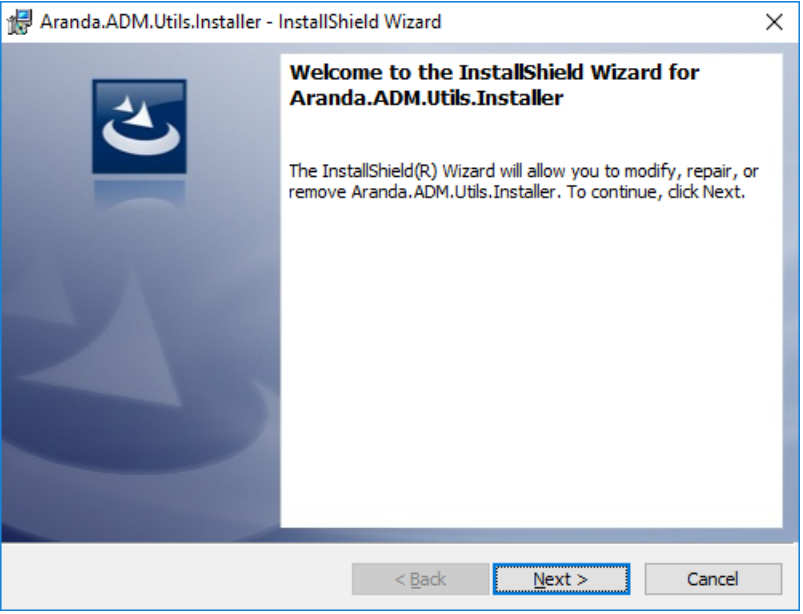 Aranda.ADM.Utils.Installer - InstallShield Wizard
Welcome to the InstallShield Wizard for
Aranda.ADM.Utils.Installer
The InstallShield(R) Wizard will allow you to modify, repair, or
remove Aranda.ADM.Utils.Installer. To continue, click Next.
< Back
Next >
Cancel